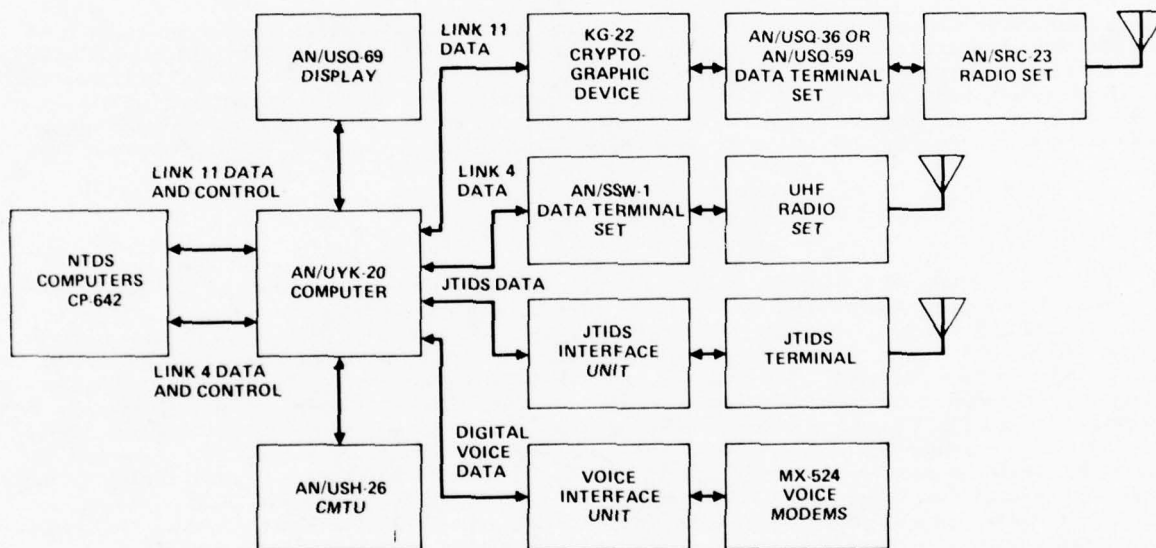 AN/USQ-69
DISPLAY
LINK 11
DATA
KG-22
CRYPTO-
GRAPHIC
DEVICE
AN/USQ-36 OR
AN/USQ-59
DATA TERMINAL
SET
AN/SRC-23
RADIO SET
LINK 11 DATA
AND CONTROL
LINK 4
DATA
AN/SSW-1
DATA TERMINAL
SET
UHF
RADIO
SET
NTDS
COMPUTERS
CP-642
AN/UYK-20
COMPUTER
JTIDS DATA
JTIDS
INTERFACE
UNIT
JTIDS
TERMINAL
LINK 4 DATA
AND CONTROL
DIGITAL
VOICE
DATA
AN/USH-26
CMTU
VOICE
INTERFACE
UNIT
MX-524
VOICE
MODEMS